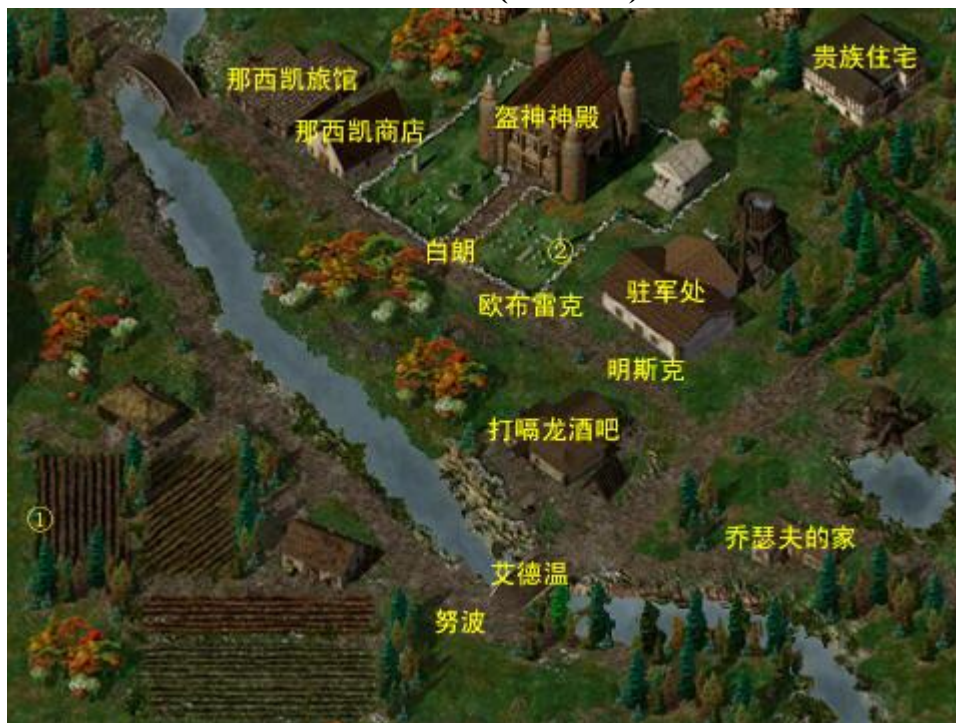 贵族住宅
那西凯旅馆
盔神神殿
那西凯商店
白朗
②
欧布雷克
驻军处
明斯克
打嗝龙酒吧
①
乔瑟夫的家
艾德温
努波